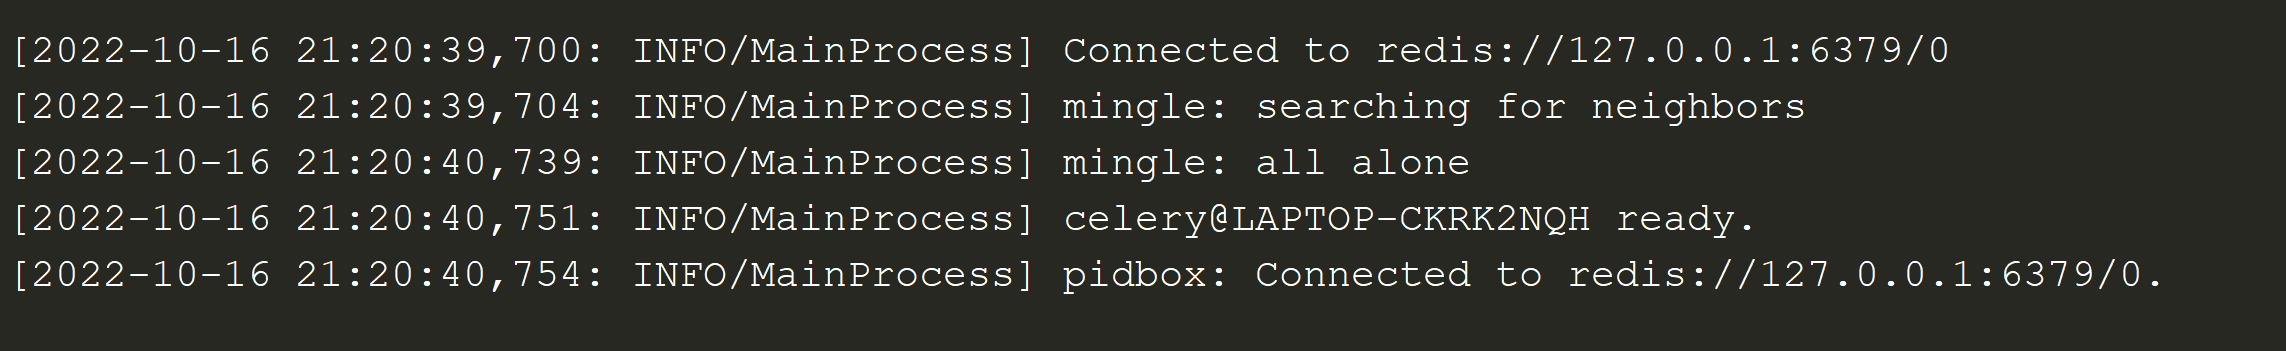 [2022-10-16 21:20:39,700: INFO/MainProcess] Connected to redis://127.0.0.1:6379/0
[2022-10-16 21:20:39,704: INFO/MainProcess] mingle: searching for neighbors
[2022-10-16 21:20:40,739: INFO/MainProcess] mingle: all alone
[2022-10-16 21:20:40,751: INFO/MainProcess] celery@LAPTOP-CKRK2NQH ready.
[2022-10-16 21:20:40,754: INFO/MainProcess] pidbox: Connected to redis://127.0.0.1:6379/0.